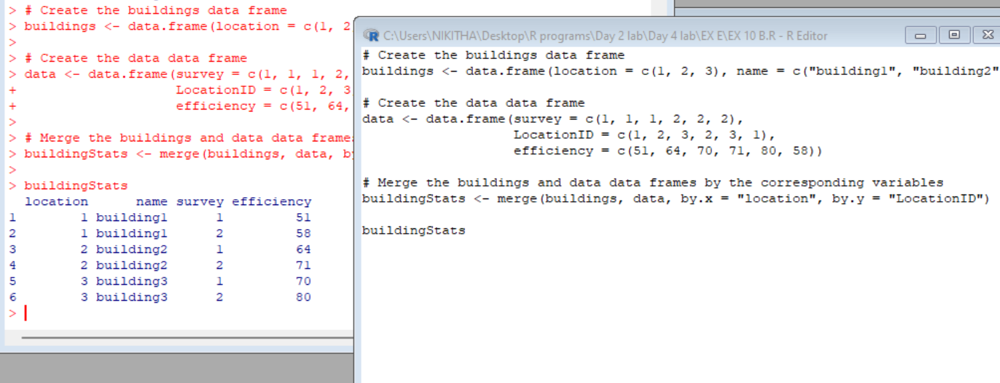 > # Create the buildings data frame
> buildings <- data.frame(location = c(1, 2
>
> # Create the data data frame
> data <- data.frame(survey = c(1, 1, 1, 2,
+                    LocationID = c(1, 2, 3
+                    efficiency = c(51, 64,
>
> # Merge the buildings and data data frame
> buildingStats <- merge(buildings, data, b
>
> buildingStats
  location      name survey efficiency
1        1 building1      1         51
2        1 building1      2         58
3        2 building2      1         64
4        2 building2      2         71
5        3 building3      1         70
6        3 building3      2         80
>
C:\Users\NIKITHA\Desktop\R programs\Day 2 lab\Day 4 lab\EX E\EX 10 B.R - R Editor
# Create the buildings data frame
buildings <- data.frame(location = c(1, 2, 3), name = c("building1", "building2"
# Create the data data frame
data <- data.frame(survey = c(1, 1, 1, 2, 2, 2),
                   LocationID = c(1, 2, 3, 2, 3, 1),
                   efficiency = c(51, 64, 70, 71, 80, 58))
# Merge the buildings and data data frames by the corresponding variables
buildingStats <- merge(buildings, data, by.x = "location", by.y = "LocationID")
buildingStats